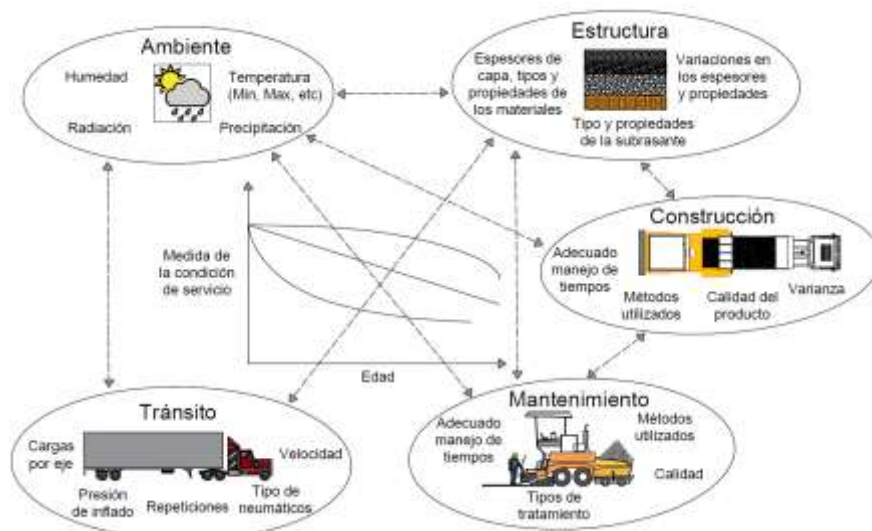 Ambiente
Humedad
Temperatura
(Min, Max, etc)
Radiación
Precipitación
Estructura
Espesores de
capa, tipos y
propiedades de
los materiales
Variaciones en
los espesores
y propiedades
Tipo y propiedades
de la subrasante
Construcción
Adecuado
manejo de
tiempos
Métodos
utilizados
Calidad del
producto
Varianza
Medida de
la condición
de servicio
Edad
Tránsito
Cargas
por eje
Velocidad
Presión
de inflado
Repeticiones
Tipo de
neumáticos
Mantenimiento
Adecuado
manejo de
tiempos
Métodos
utilizados
Calidad
Tipos de
tratamiento